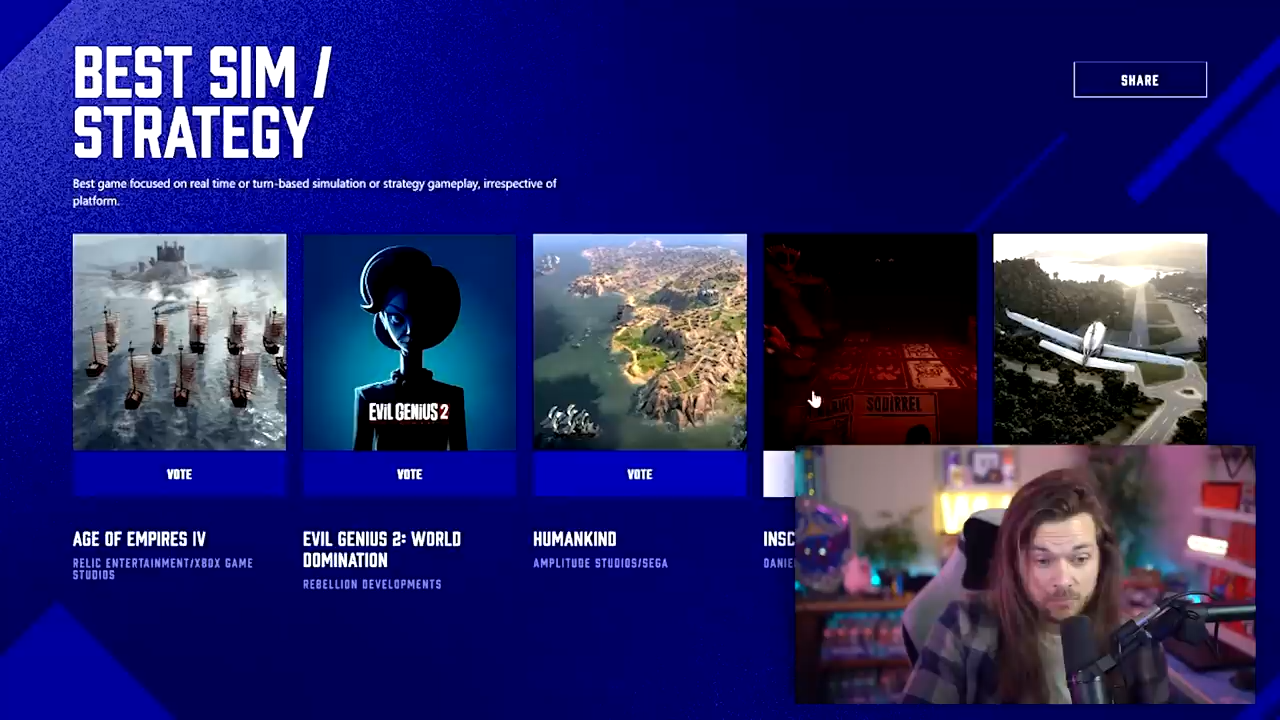 BEST SIM /
STRATEGY
SHARE
Best game focused on real time or turn-based simulation or strategy gameplay, irrespective of
platform.
EVIL GENIUS 2
SQUIRREL
VOTE
VOTE
VOTE
AGE OF EMPIRES IV
RELIC ENTERTAINMENT/XBOX GAME
STUDIOS
EVIL GENIUS 2: WORLD
DOMINATION
REBELLION DEVELOPMENTS
HUMANKIND
AMPLITUDE STUDIOS/SEGA
INSC
DANIE